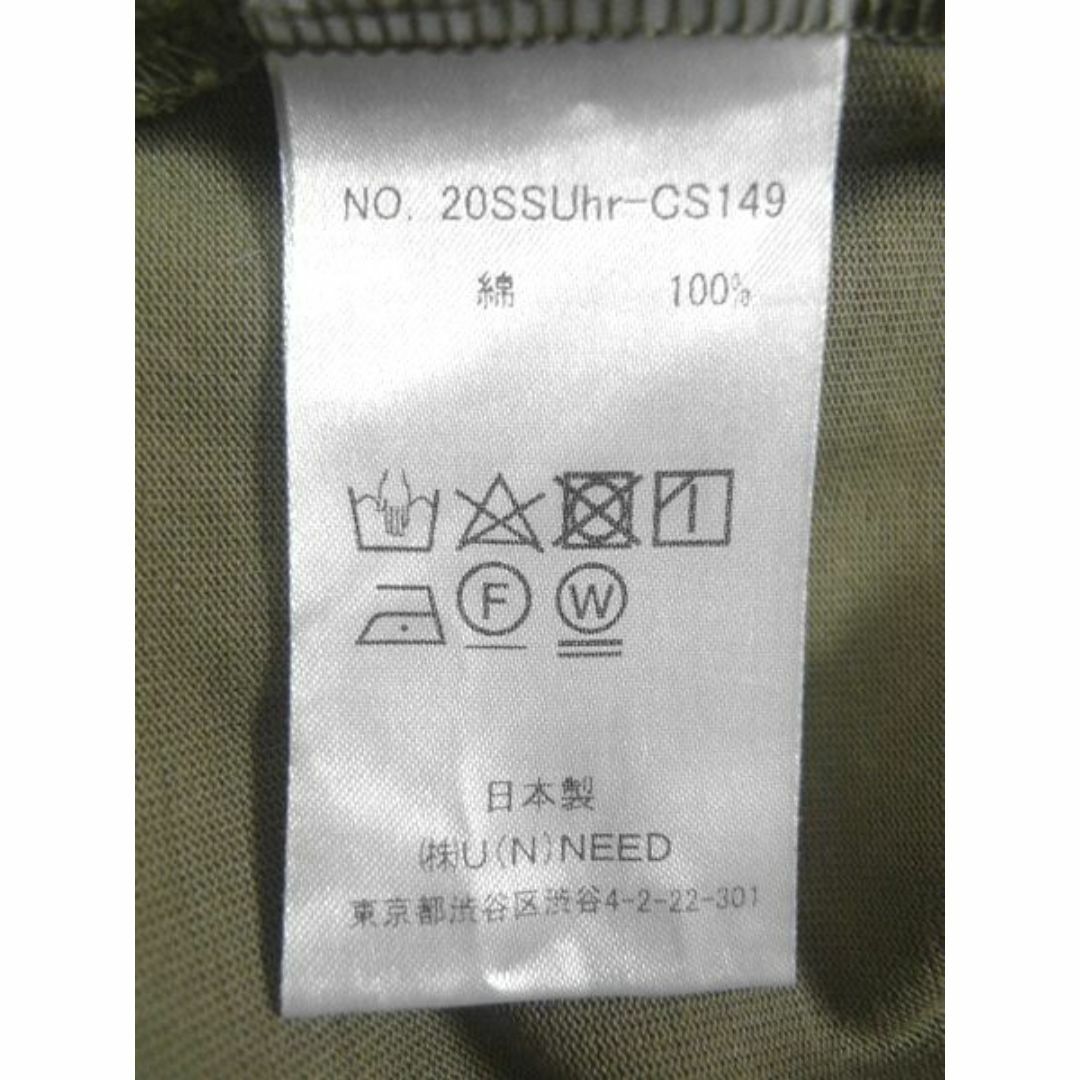 NO. 20SSUhr-CS149
綿 100%
F W
日本製
㈱U(N)NEED
東京都渋谷区渋谷4-2-22-301